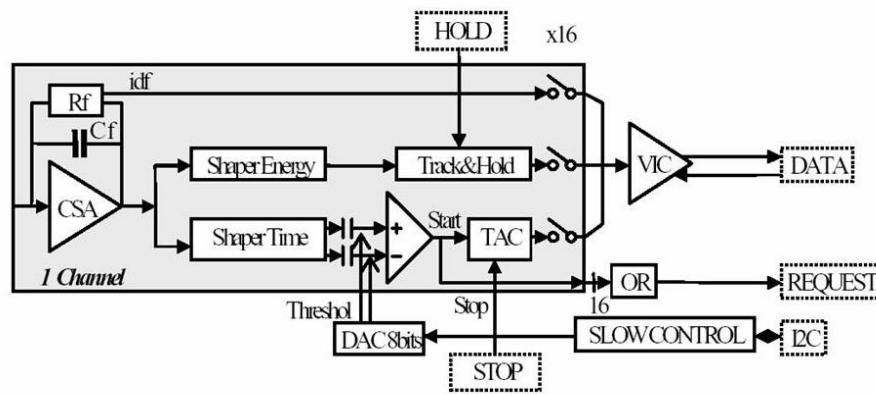 HOLD
x16
idf
Rf
Cf
Shaper Energy
Track&Hold
VIC
DATA
CSA
Shaper Time
+
-
Start
TAC
1 Channel
Threshol
Stop
1
16
OR
REQUEST
DAC 8bits
SLOW CONTROL
I2C
STOP